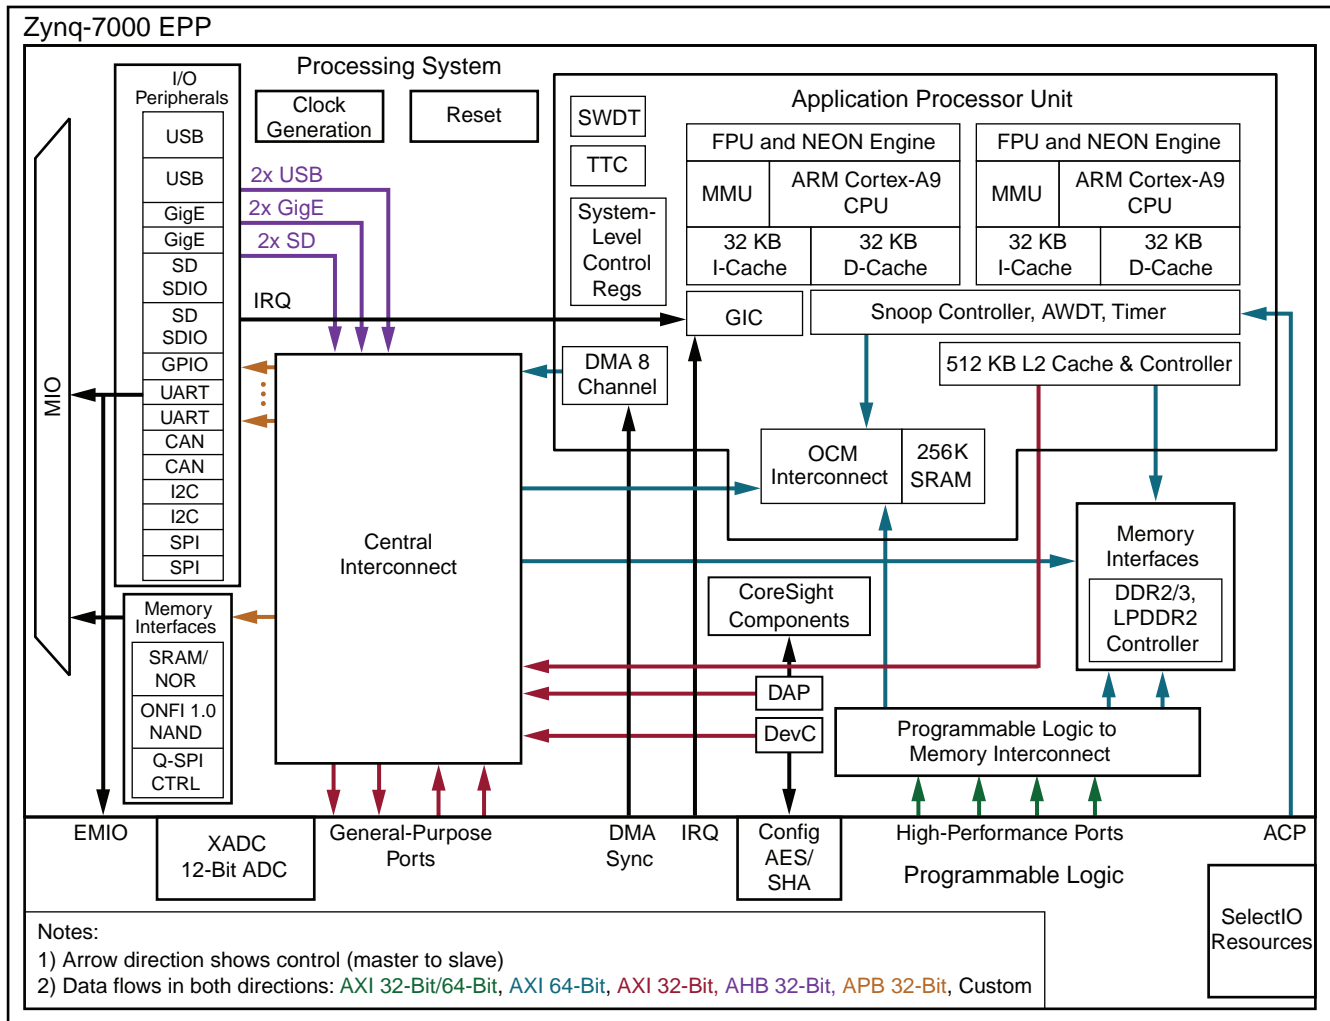 Zynq-7000 EPP
Processing System
I/O
Peripherals
USB
USB
GigE
GigE
SD
SDIO
SD
SDIO
GPIO
UART
UART
CAN
CAN
I2C
I2C
SPI
SPI
MIO
Clock
Generation
Reset
2x USB
2x GigE
2x SD
IRQ
Application Processor Unit
SWDT
TTC
System-
Level
Control
Regs
FPU and NEON Engine
MMU
ARM Cortex-A9
CPU
32 KB
I-Cache
32 KB
D-Cache
FPU and NEON Engine
MMU
ARM Cortex-A9
CPU
32 KB
I-Cache
32 KB
D-Cache
GIC
Snoop Controller, AWDT, Timer
DMA 8
Channel
512 KB L2 Cache & Controller
OCM
Interconnect
256K
SRAM
Central
Interconnect
Memory
Interfaces
DDR2/3,
LPDDR2
Controller
CoreSight
Components
DAP
DevC
Memory
Interfaces
SRAM/
NOR
ONFI 1.0
NAND
Q-SPI
CTRL
Programmable Logic to
Memory Interconnect
EMIO
XADC
12-Bit ADC
General-Purpose
Ports
DMA
Sync
IRQ
Config
AES/
SHA
High-Performance Ports
ACP
Programmable Logic
SelectIO
Resources
Notes:
1) Arrow direction shows control (master to slave)
2) Data flows in both directions: AXI 32-Bit/64-Bit, AXI 64-Bit, AXI 32-Bit, AHB 32-Bit, APB 32-Bit, Custom